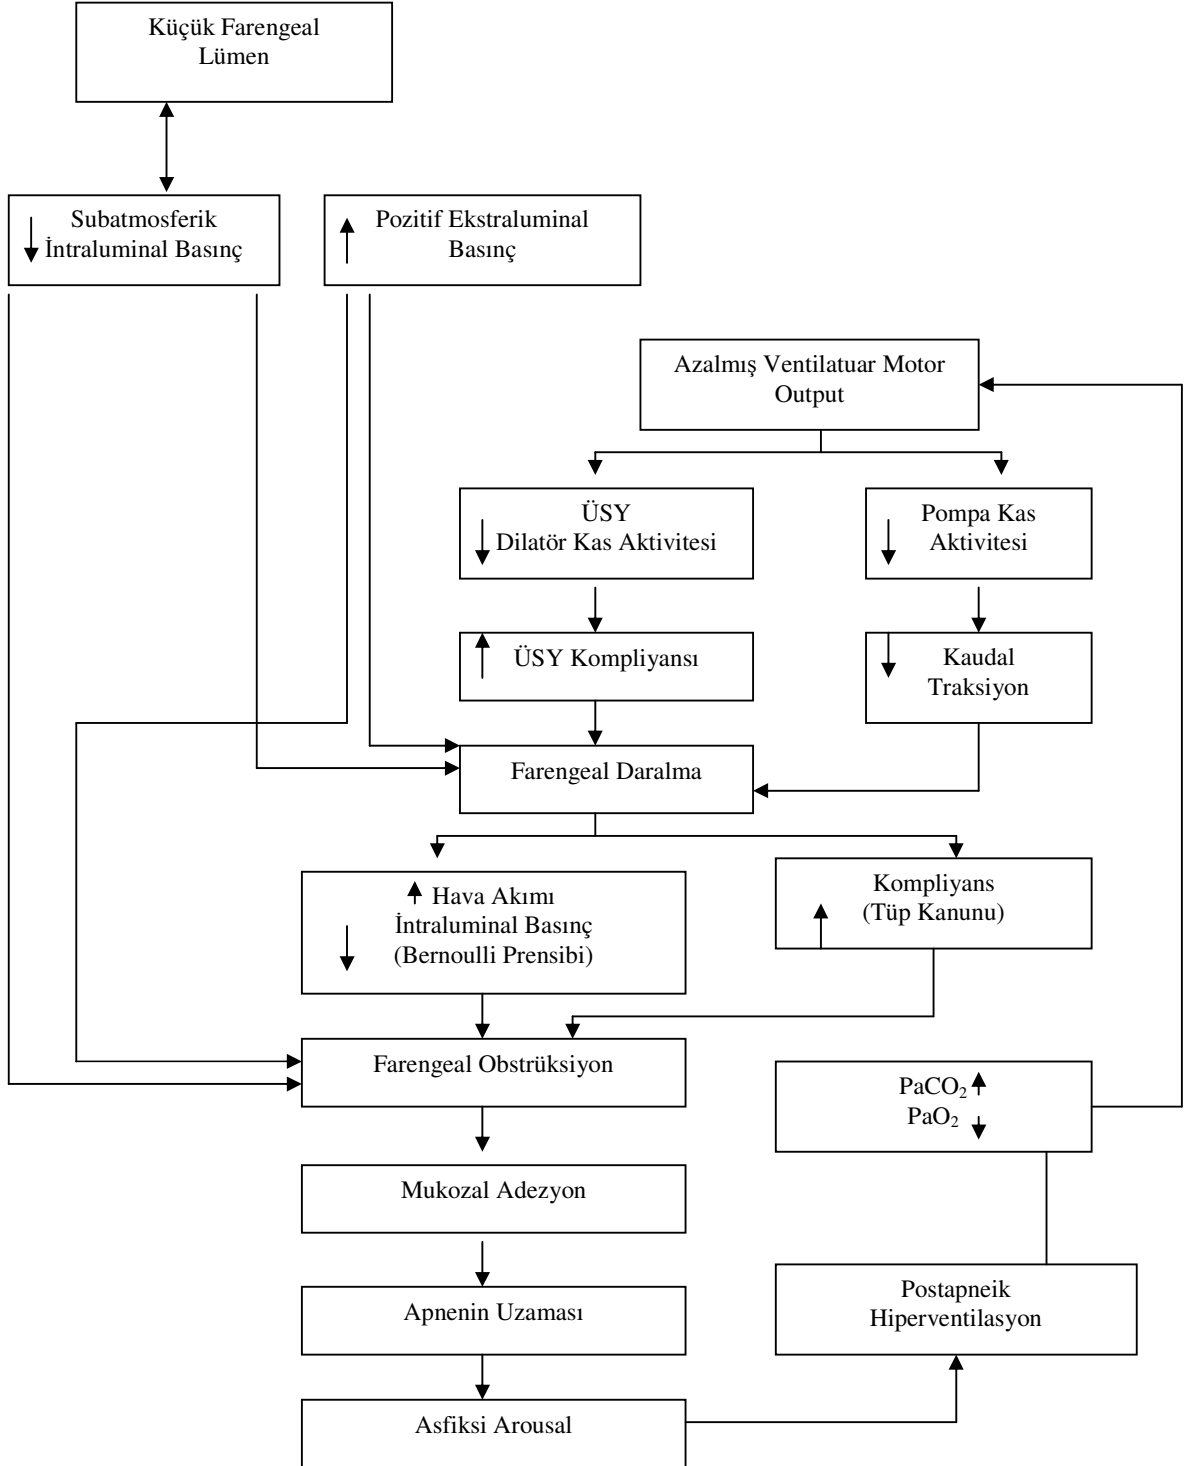 Küçük Farengeal
Lümen
Subatmosferik
İntraluminal Basınç
Pozitif Ekstraluminal
Basınç
Azalmış Ventilatuar Motor
Output
ÜSY
Dilatör Kas Aktivitesi
Pompa Kas
Aktivitesi
ÜSY Kompliyansı
Kaudal
Traksiyon
Farengeal Daralma
Hava Akımı
İntraluminal Basınç
(Bernoulli Prensibi)
Kompliyans
(Tüp Kanunu)
Farengeal Obstrüksiyon
PaCO₂
PaO₂
Mukozal Adezyon
Apnenin Uzaması
Postapneik
Hiperventilasyon
Asfiksi Arousal